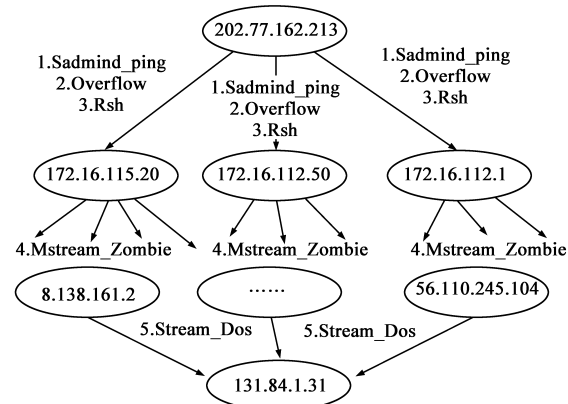 202.77.162.213
1.Sadmind_ping
2.Overflow
3.Rsh
1.Sadmind_ping
2.Overflow
3.Rsh
1.Sadmind_ping
2.Overflow
3.Rsh
172.16.115.20
172.16.112.50
172.16.112.1
4.Mstream_Zombie
4.Mstream_Zombie
4.Mstream_Zombie
8.138.161.2
······
56.110.245.104
5.Stream_Dos
5.Stream_Dos
131.84.1.31